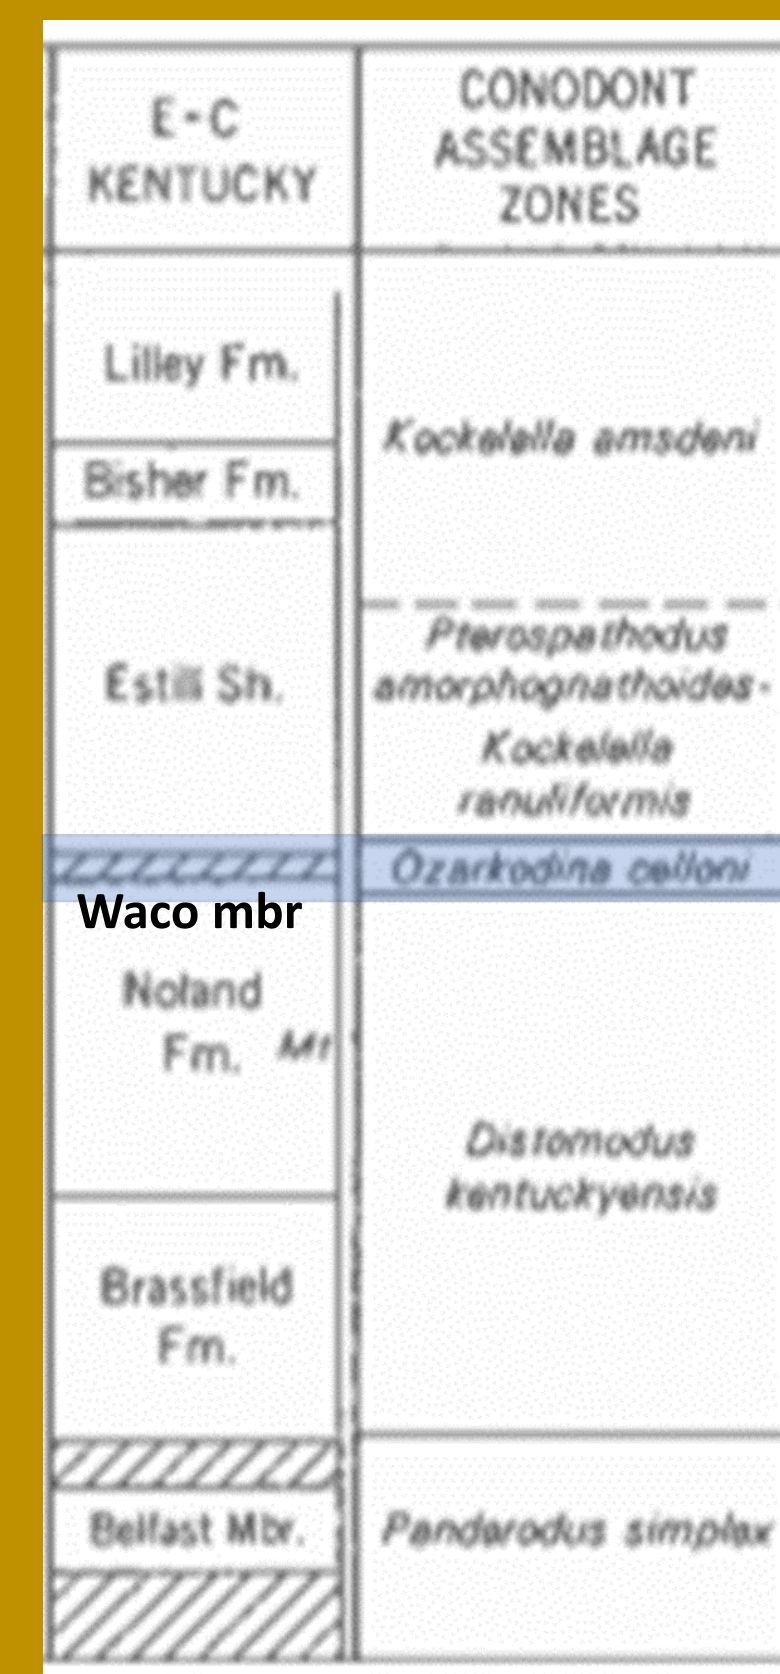 E-C
KENTUCKY
CONODONT
ASSEMBLAGE
ZONES
Lilley Fm.
Bisher Fm.
Estill Sh.
Waco mbr
Noland
Fm. Mt
Brassfield
Fm.
Belfast Mbr.
Kockelella amsdeni
Pterospathodus
amorphognathoides-
Kockelella
ranuliformis
Ozarkodina celloni
Distomodus
kentuckyensis
Panderodus simplex